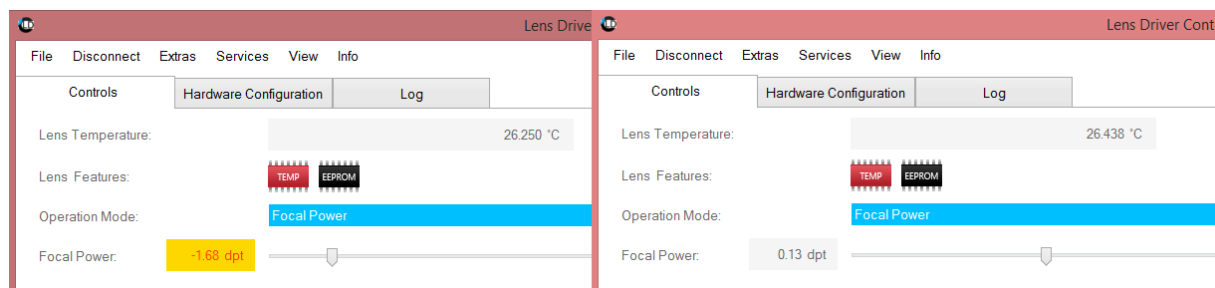 Lens Drive
File Disconnect Extras Services View Info
Controls Hardware Configuration Log
Lens Temperature: 26.250 °C
Lens Features: TEMP EEPROM
Operation Mode: Focal Power
Focal Power: -1.68 dpt
Lens Driver Cont
File Disconnect Extras Services View Info
Controls Hardware Configuration Log
Lens Temperature: 26.438 °C
Lens Features: TEMP EEPROM
Operation Mode: Focal Power
Focal Power: 0.13 dpt